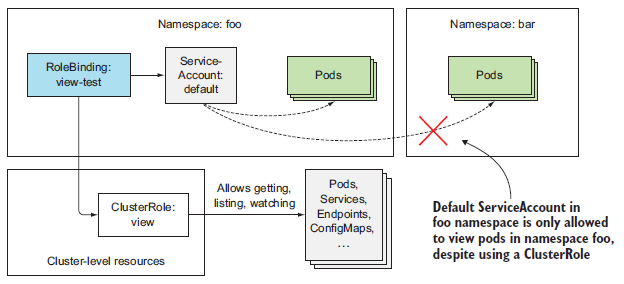 Namespace: foo
Namespace: bar
RoleBinding:
view-test
Service-
Account:
default
Pods
Pods
ClusterRole:
view
Cluster-level resources
Allows getting,
listing, watching
Pods,
Services,
Endpoints,
ConfigMaps,
…
Default ServiceAccount in
foo namespace is only allowed
to view pods in namespace foo,
despite using a ClusterRole